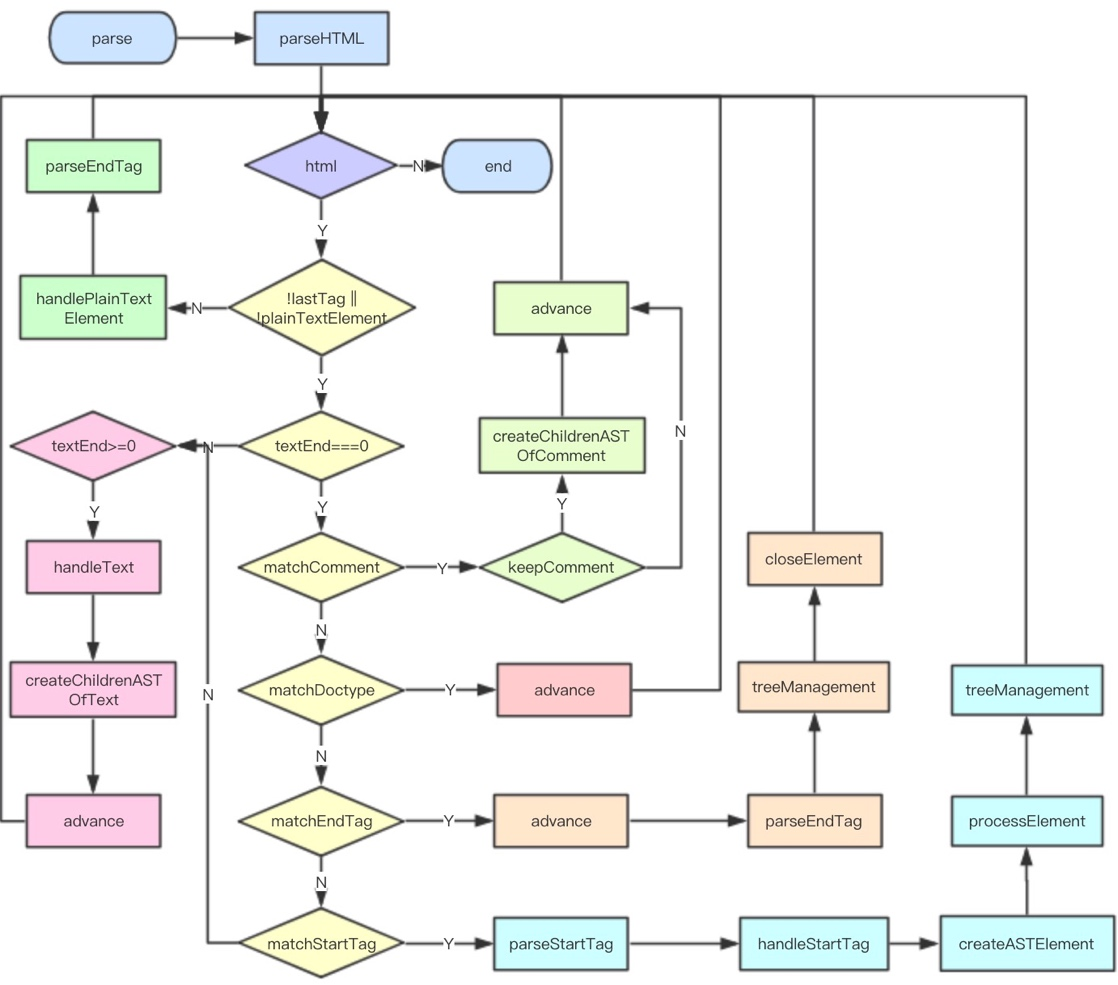 parse
parseHTML
parseEndTag
html
N
end
Y
handlePlainText
Element
N
!lastTag ||
!plainTextElement
advance
Y
N
textEnd>=0
N
textEnd===0
createChildrenAST
OfComment
Y
Y
Y
handleText
matchComment
Y
keepComment
closeElement
N
createChildrenAST
OfText
N
matchDoctype
Y
advance
treeManagement
treeManagement
N
advance
matchEndTag
Y
advance
parseEndTag
processElement
N
matchStartTag
Y
parseStartTag
handleStartTag
createASTElement